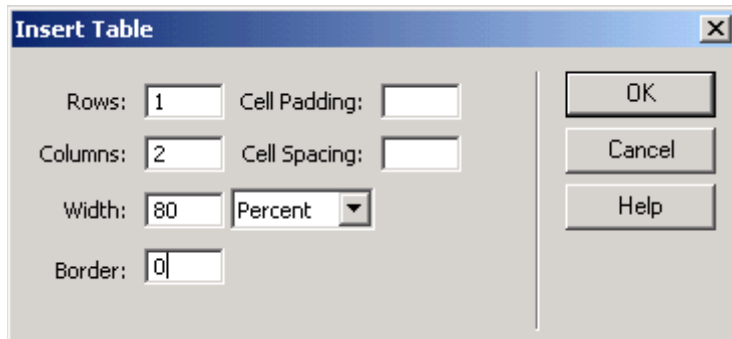 Insert Table
Rows: 1 Cell Padding: OK
Columns: 2 Cell Spacing: Cancel
Width: 80 Percent Help
Border: 0